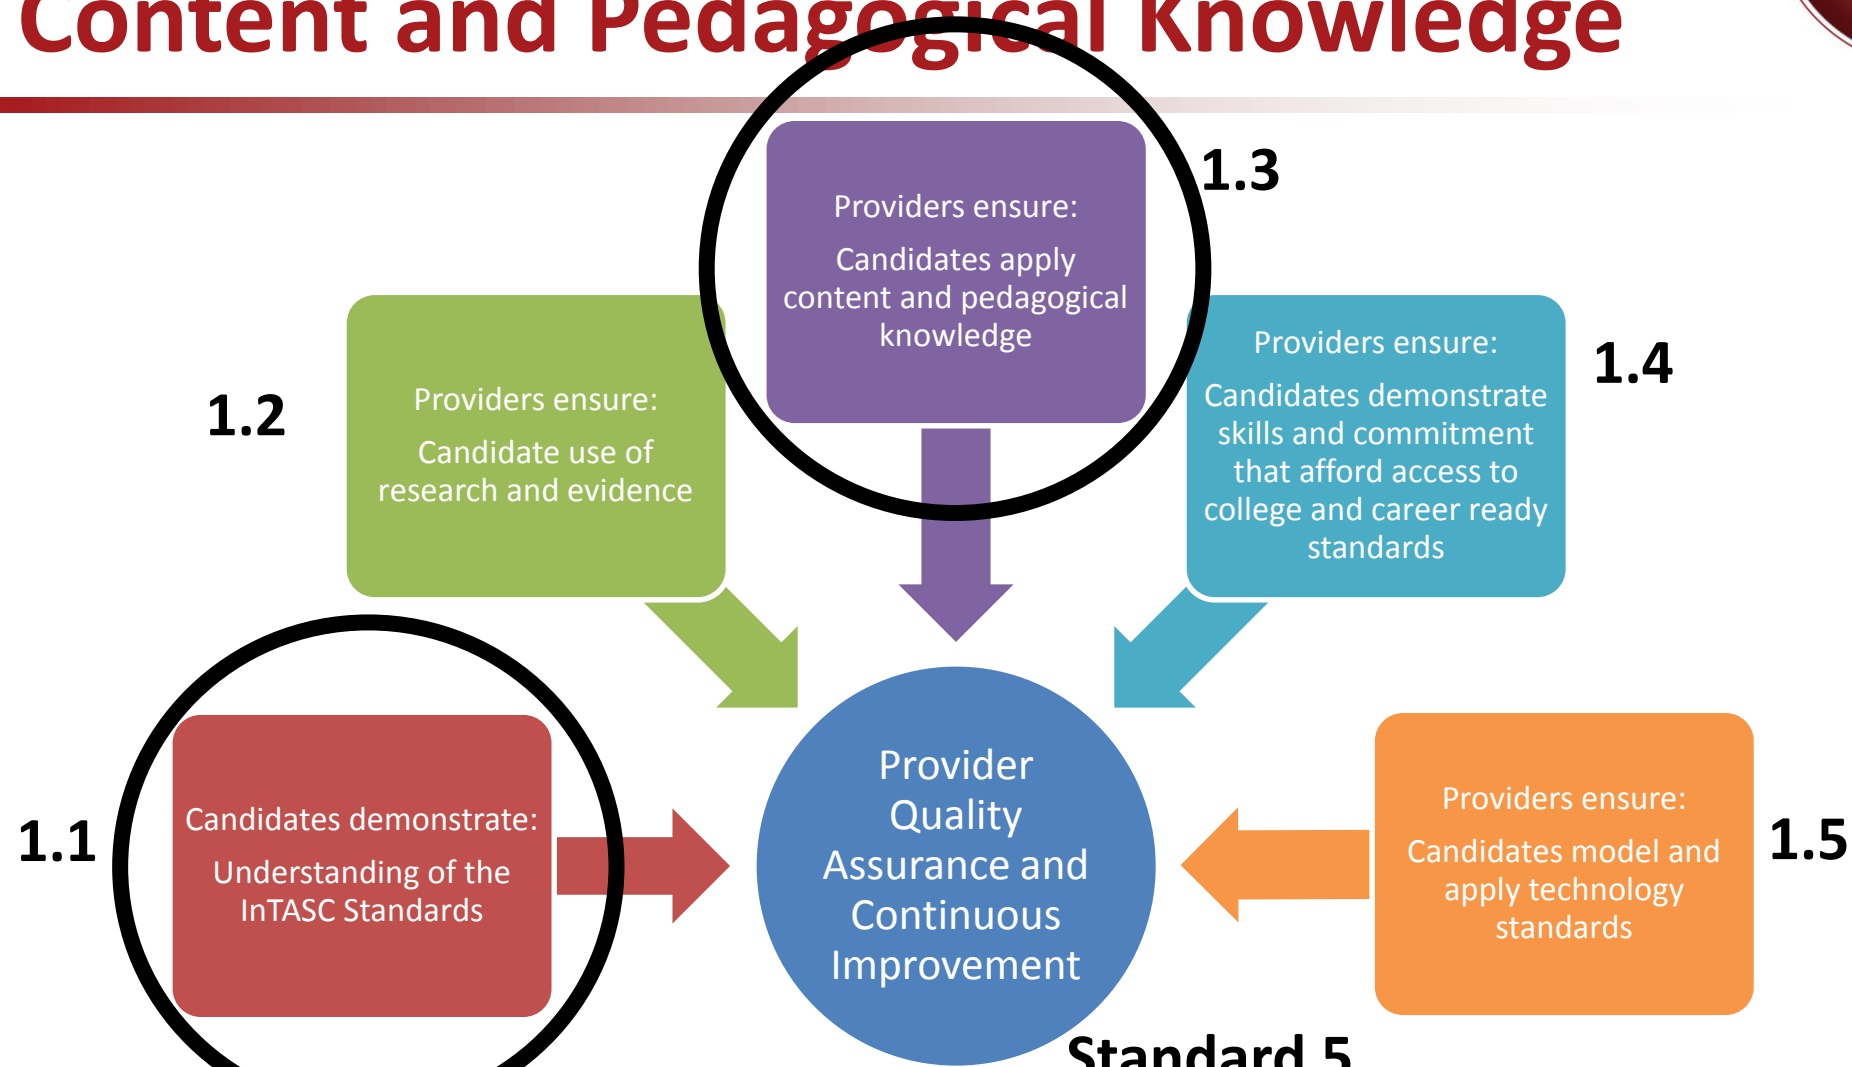 Content and Pedagogical Knowledge
1.3
Providers ensure:
Candidates apply
content and pedagogical
knowledge
1.2
Providers ensure:
Candidate use of
research and evidence
1.4
Providers ensure:
Candidates demonstrate
skills and commitment
that afford access to
college and career ready
standards
1.1
Candidates demonstrate:
Understanding of the
InTASC Standards
Provider
Quality
Assurance and
Continuous
Improvement
1.5
Providers ensure:
Candidates model and
apply technology
standards
Standard 5